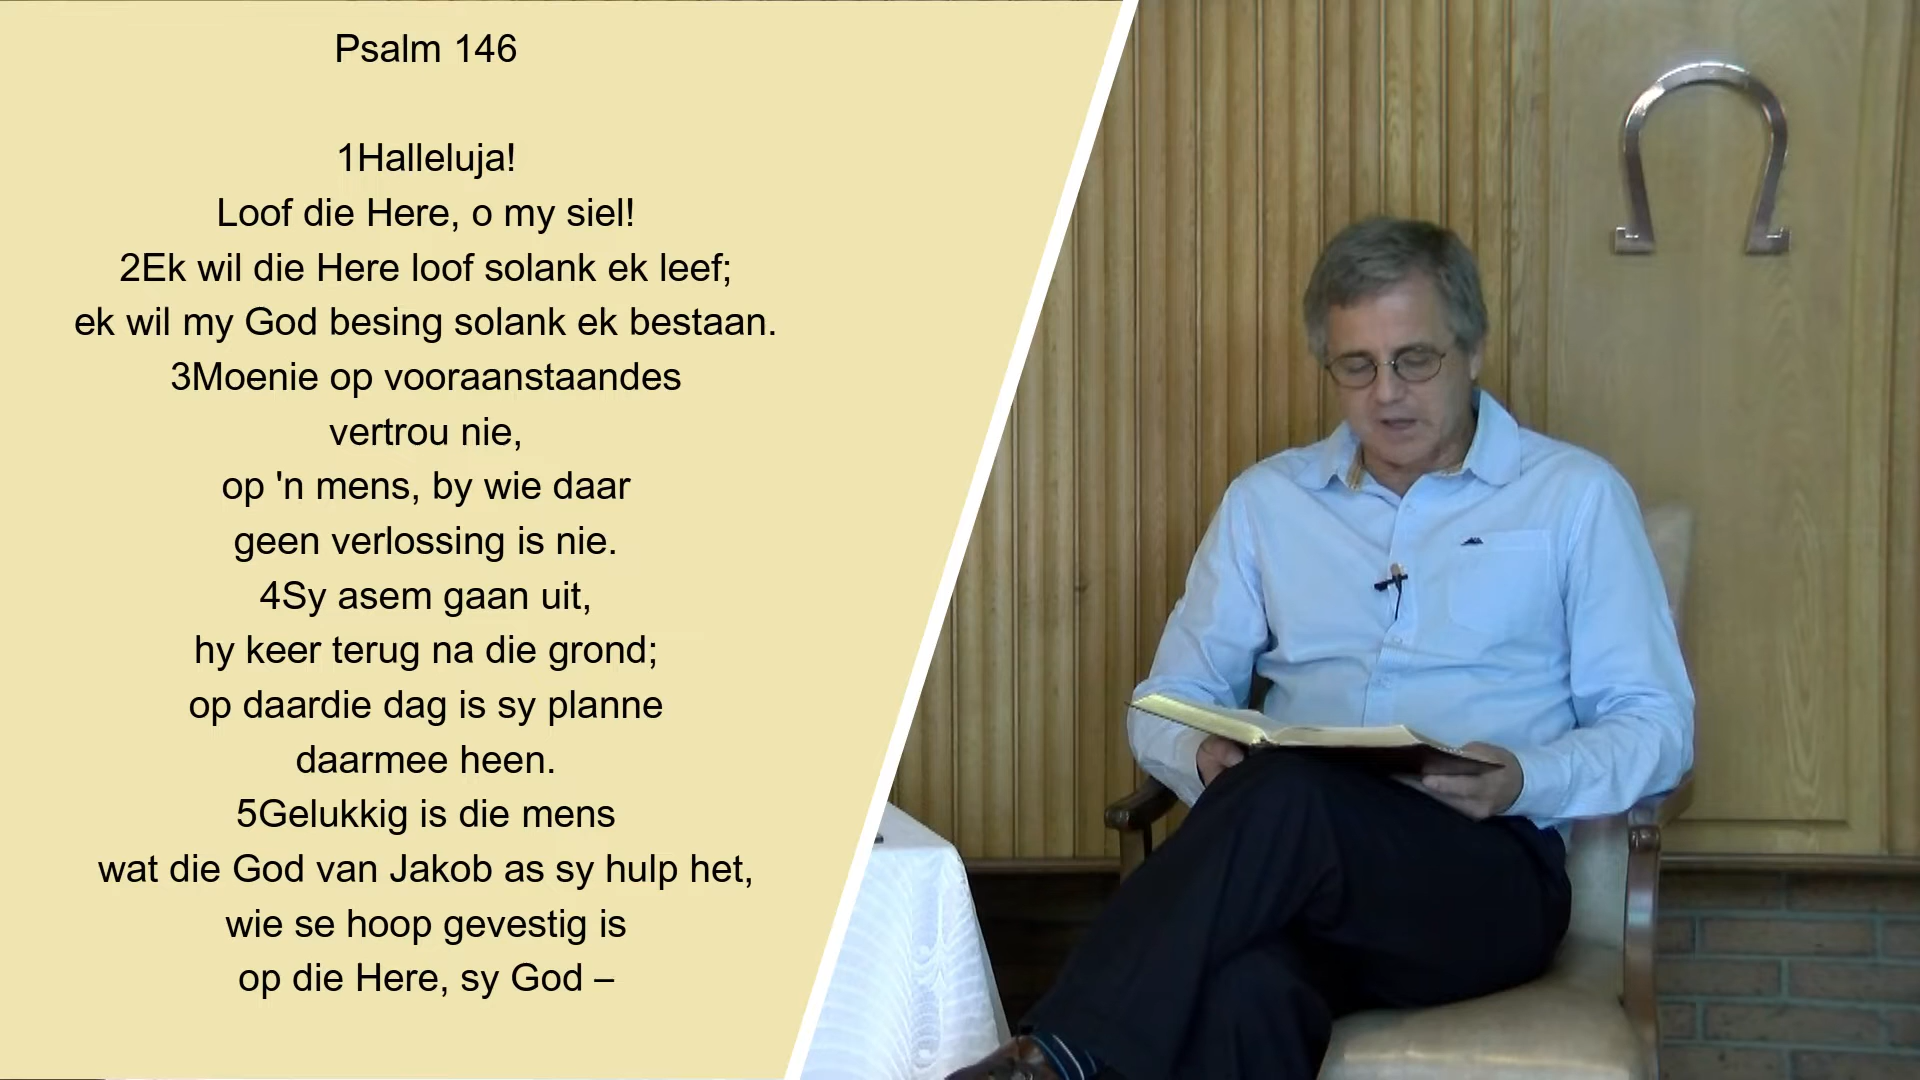 Psalm 146
1Halleluja!
Loof die Here, o my siel!
2Ek wil die Here loof solank ek leef;
ek wil my God besing solank ek bestaan.
3Moenie op vooraanstaandes
vertrou nie,
op 'n mens, by wie daar
geen verlossing is nie.
4Sy asem gaan uit,
hy keer terug na die grond;
op daardie dag is sy planne
daarmee heen.
5Gelukkig is die mens
wat die God van Jakob as sy hulp het,
wie se hoop gevestig is
op die Here, sy God –